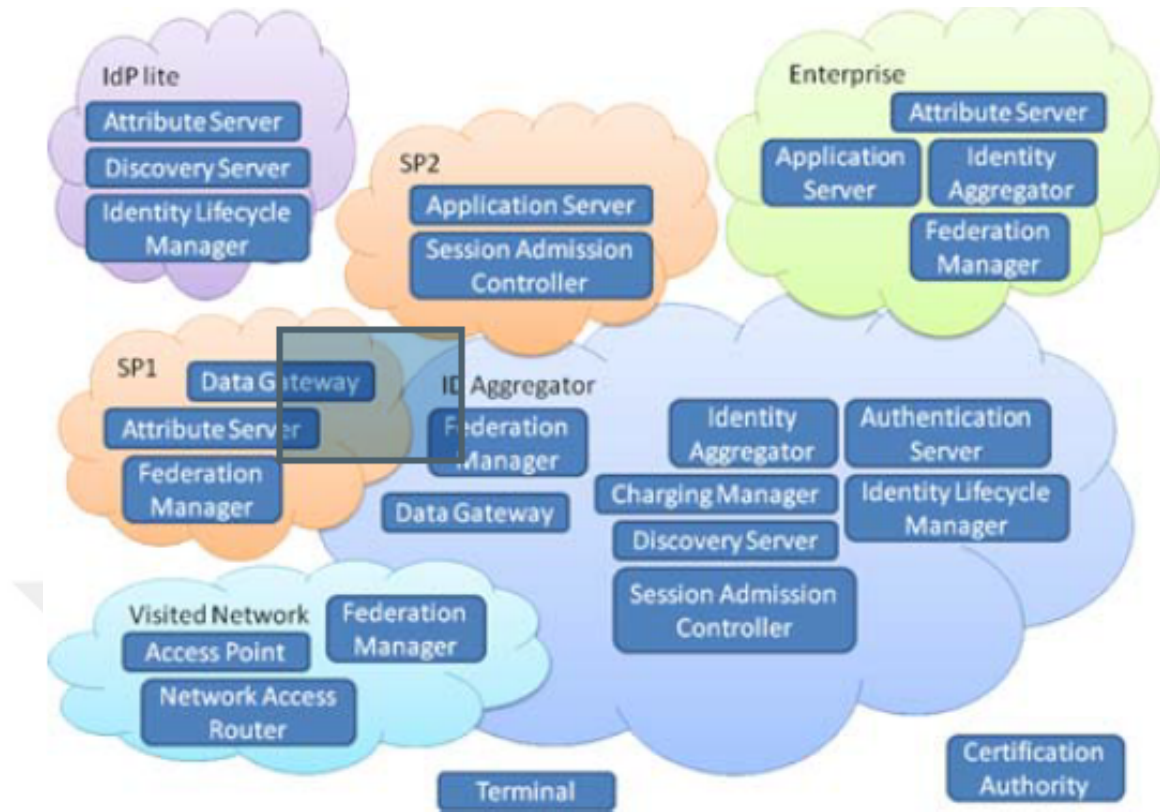 IdP lite
Attribute Server
Discovery Server
Identity Lifecycle
Manager
SP2
Application Server
Session Admission
Controller
Enterprise
Attribute Server
Application
Server
Identity
Aggregator
Federation
Manager
SP1
Data Gateway
Attribute Server
Federation
Manager
ID Aggregator
Federation
Manager
Data Gateway
Identity
Aggregator
Authentication
Server
Charging Manager
Identity Lifecycle
Manager
Discovery Server
Session Admission
Controller
Visited Network
Access Point
Federation
Manager
Network Access
Router
Terminal
Certification
Authority